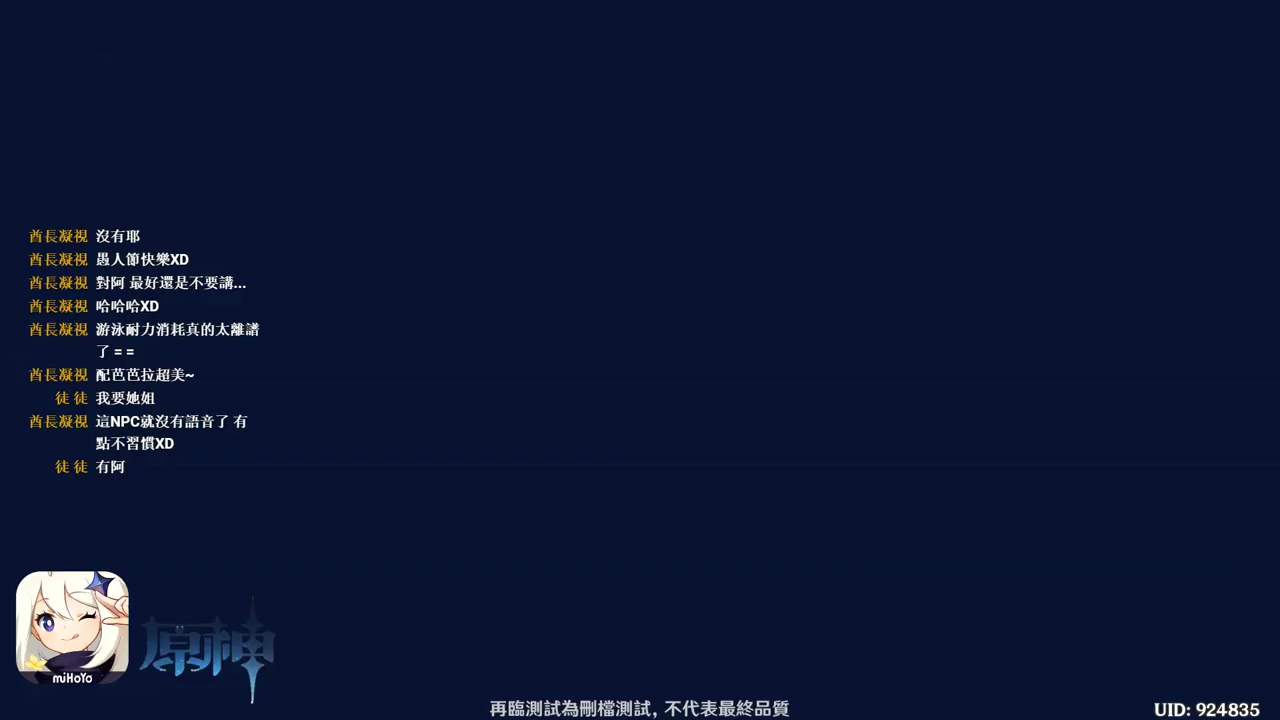 酋長凝視 沒有耶
酋長凝視 愚人節快樂XD
酋長凝視 對阿 最好還是不要講...
酋長凝視 哈哈哈XD
酋長凝視 游泳耐力消耗真的太離譜
了 = =
酋長凝視 配芭芭拉超美~
徒 徒 我要她姐
酋長凝視 這NPC就沒有語音了 有
點不習慣XD
徒 徒 有阿
miHoYo
原神
再臨測試為刪檔測試, 不代表最終品質
UID: 924835